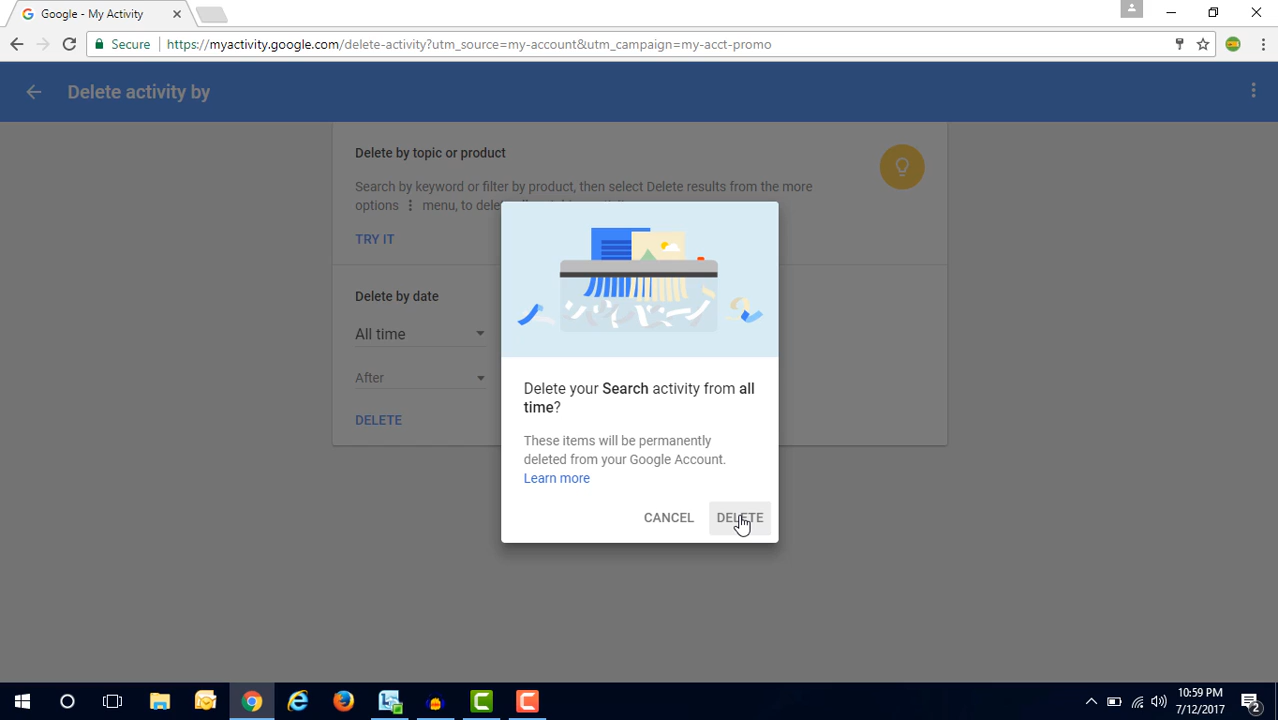 Google - My Activity
Secure https://myactivity.google.com/delete-activity?utm_source=my-account&utm_campaign=my-acct-promo
Delete activity by
Delete by topic or product
Search by keyword or filter by product, then select Delete results from the more
options menu, to dele
TRY IT
Delete by date
All time
After
DELETE
Delete your Search activity from all
time?
These items will be permanently
deleted from your Google Account.
Learn more
CANCEL DELETE
10:59 PM
7/12/2017
2